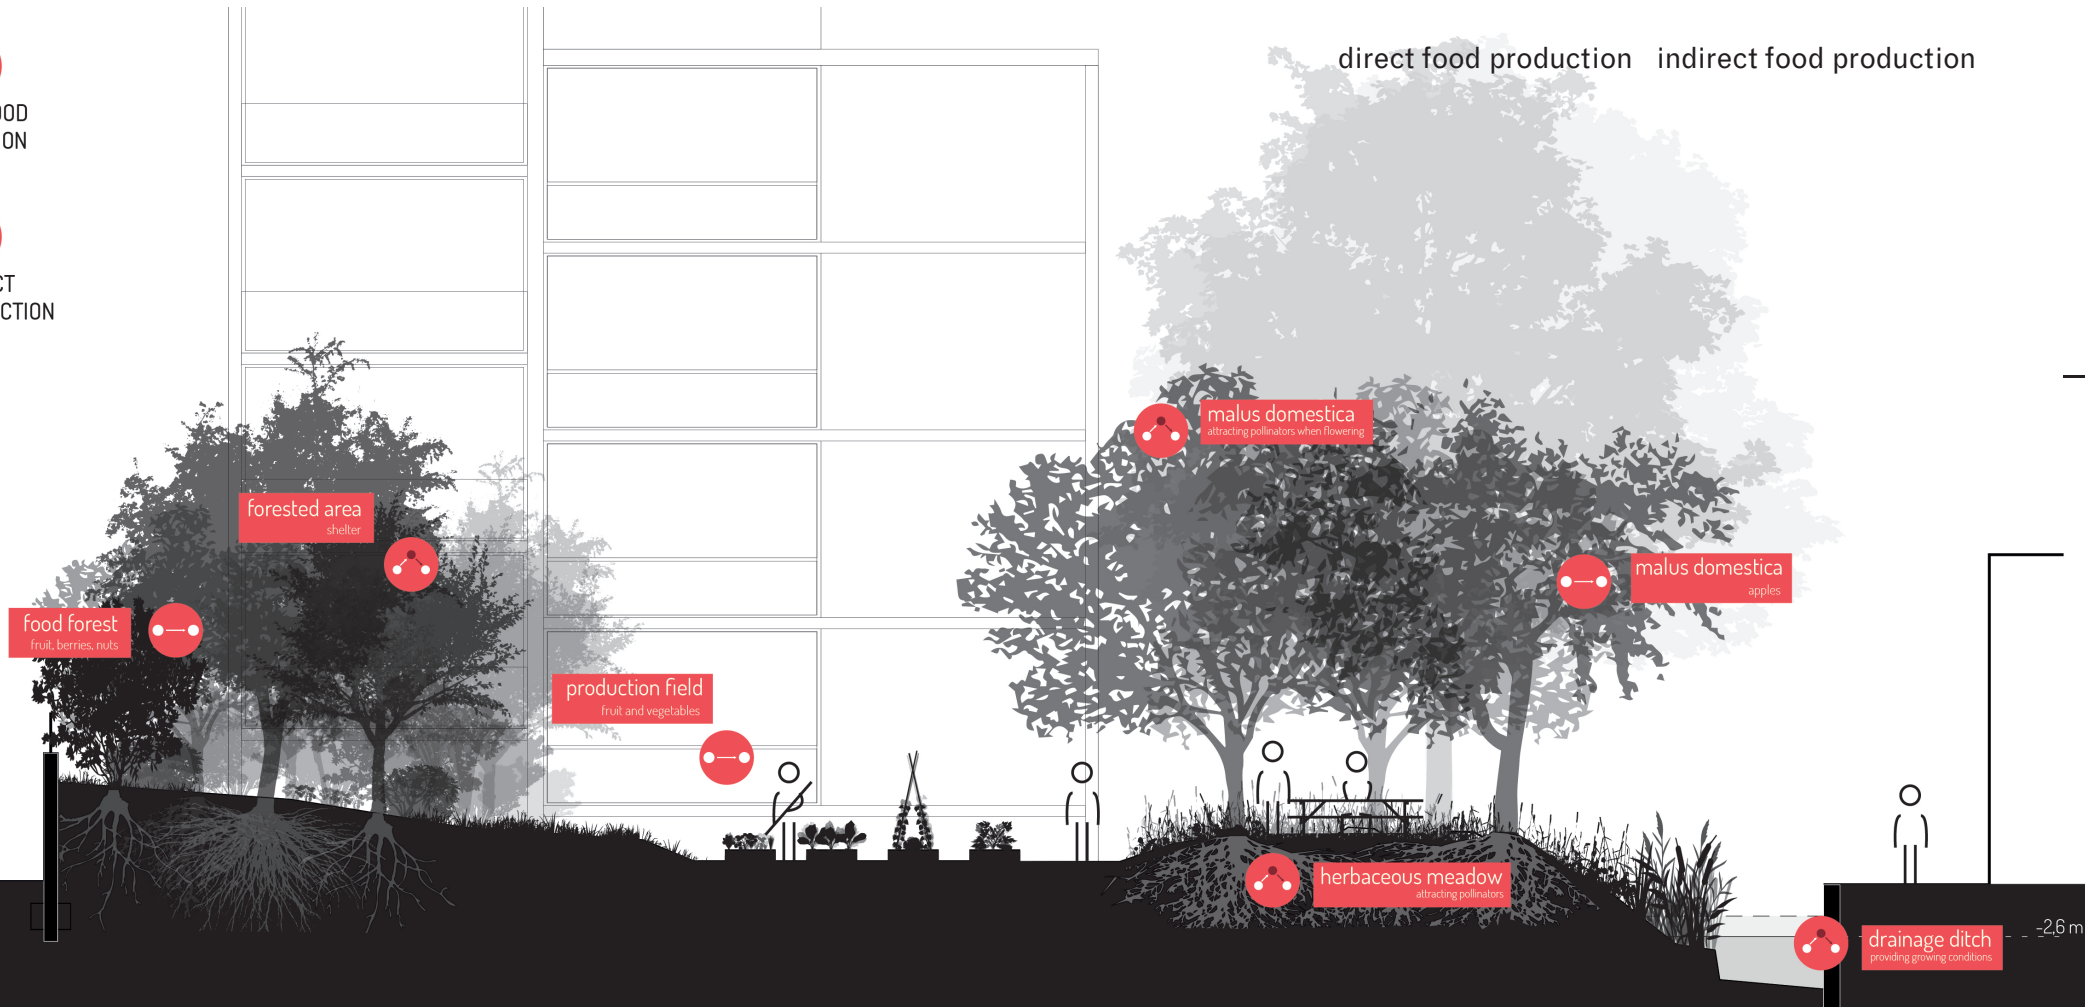 direct food production   indirect food production
OOD
ON
CT
CTION
malus domestica
attracting pollinators when flowering
forested area
shelter
malus domestica
apples
food forest
fruit, berries, nuts
production field
fruit and vegetables
herbaceous meadow
attracting pollinators
-2,6 m
drainage ditch
providing growing conditions